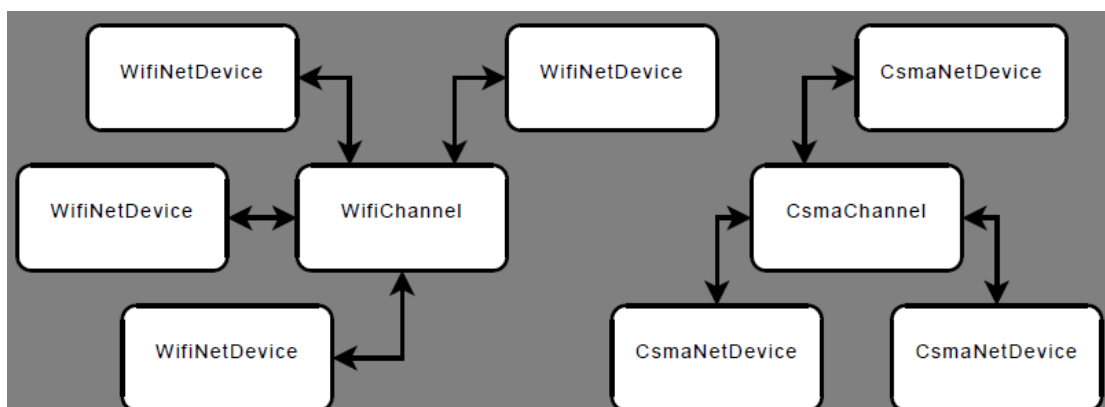 WifiNetDevice
WifiNetDevice
CsmaNetDevice
WifiNetDevice
WifiChannel
CsmaChannel
WifiNetDevice
CsmaNetDevice
CsmaNetDevice